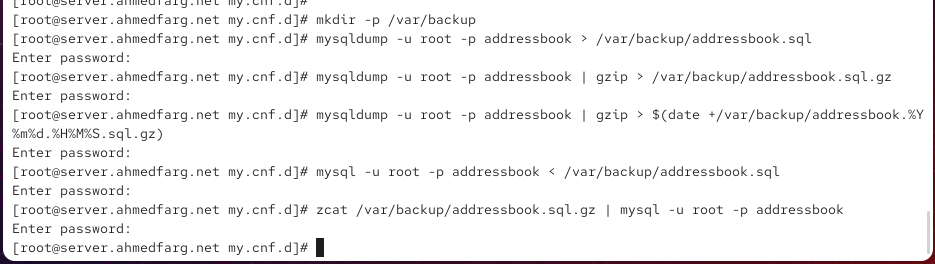 [root@server.ahmedfarg.net my.cnf.d]#
[root@server.ahmedfarg.net my.cnf.d]# mkdir -p /var/backup
[root@server.ahmedfarg.net my.cnf.d]# mysqldump -u root -p addressbook > /var/backup/addressbook.sql
Enter password:
[root@server.ahmedfarg.net my.cnf.d]# mysqldump -u root -p addressbook | gzip > /var/backup/addressbook.sql.gz
Enter password:
[root@server.ahmedfarg.net my.cnf.d]# mysqldump -u root -p addressbook | gzip > $(date +/var/backup/addressbook.%Y
%m%d.%H%M%S.sql.gz)
Enter password:
[root@server.ahmedfarg.net my.cnf.d]# mysql -u root -p addressbook < /var/backup/addressbook.sql
Enter password:
[root@server.ahmedfarg.net my.cnf.d]# zcat /var/backup/addressbook.sql.gz | mysql -u root -p addressbook
Enter password:
[root@server.ahmedfarg.net my.cnf.d]#